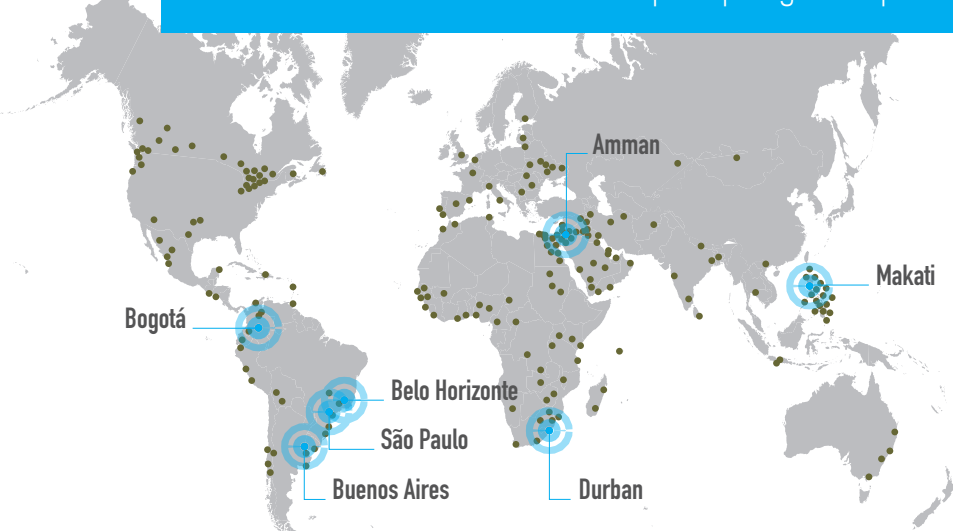 Amman
Makati
Bogotá
Belo Horizonte
São Paulo
Buenos Aires
Durban